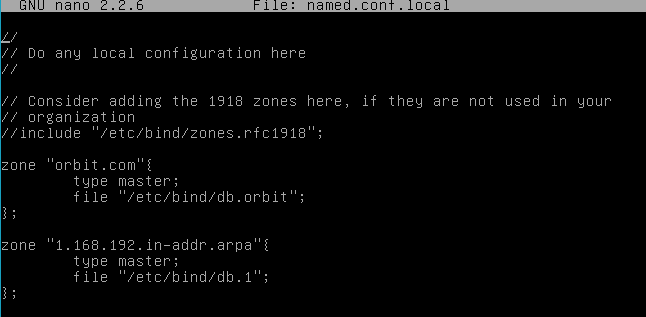 GNU nano 2.2.6 File: named.conf.local
//
// Do any local configuration here
//
// Consider adding the 1918 zones here, if they are not used in your
// organization
//include "/etc/bind/zones.rfc1918";
zone "orbit.com"{
type master;
file "/etc/bind/db.orbit";
};
zone "1.168.192.in-addr.arpa"{
type master;
file "/etc/bind/db.1";
};